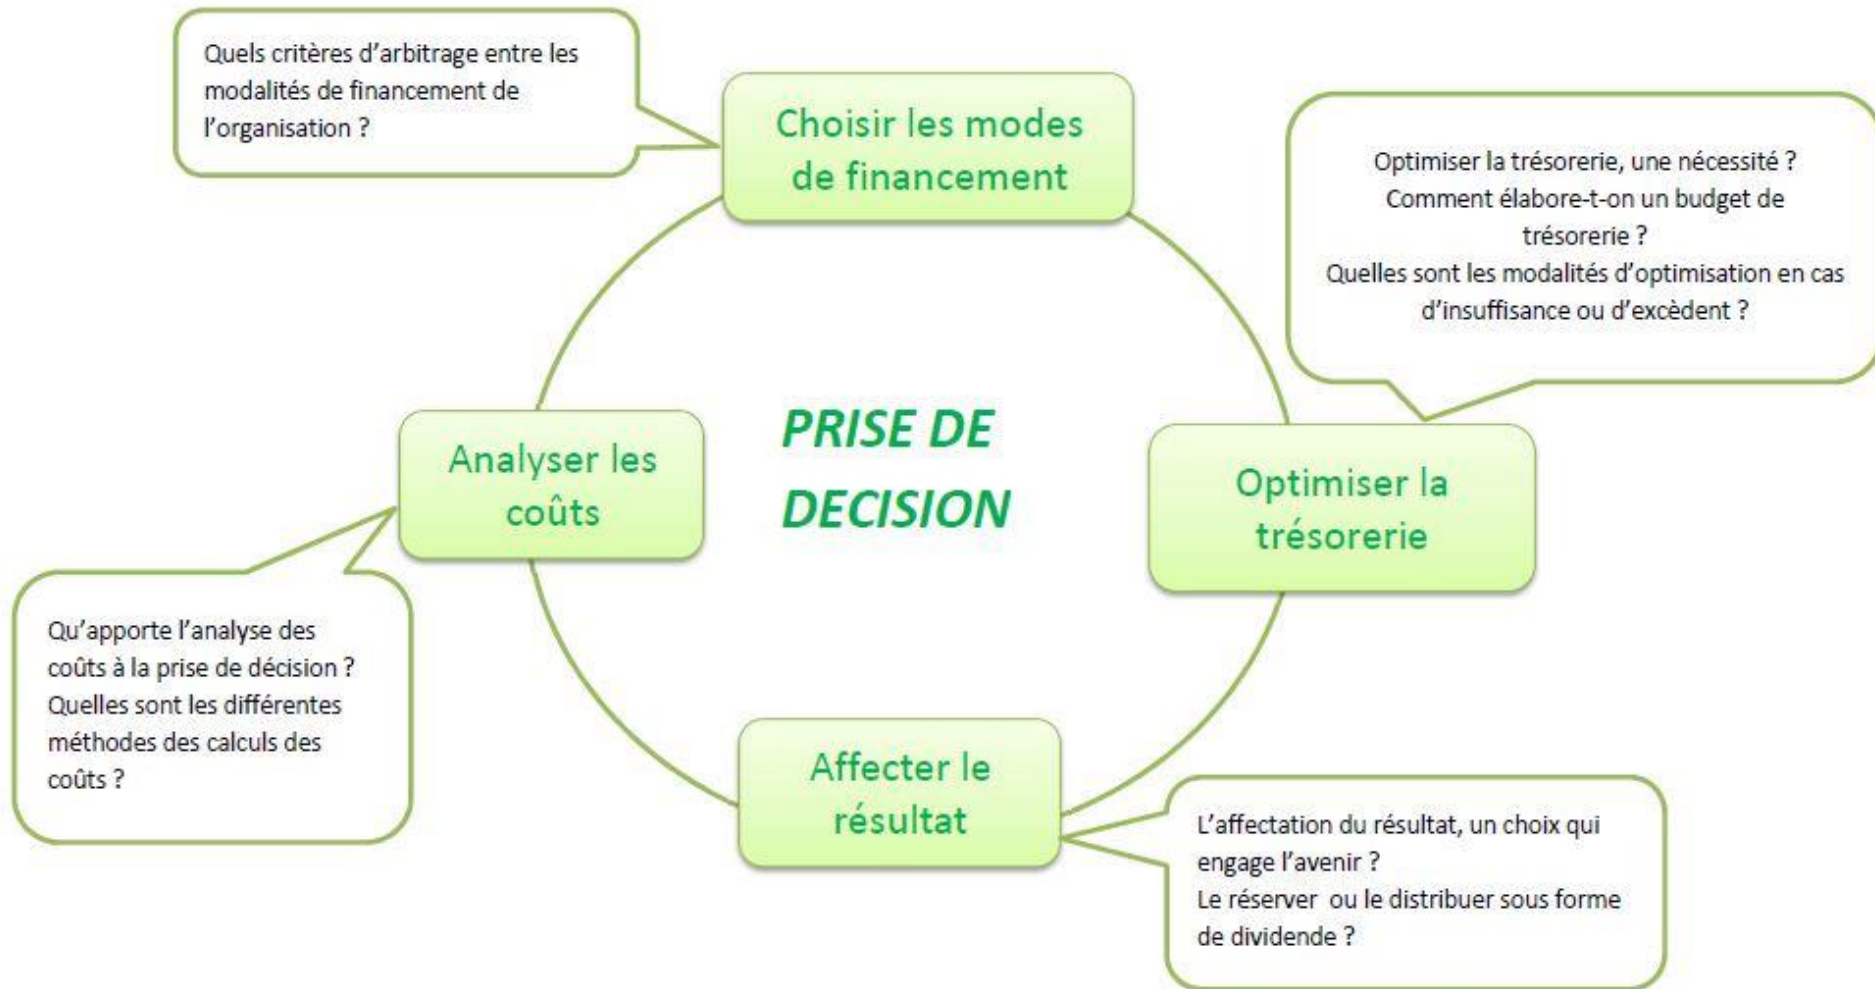 Quels critères d'arbitrage entre les
modalités de financement de
l'organisation ?
Choisir les modes
de financement
Optimiser la trésorerie, une nécessité ?
Comment élabore-t-on un budget de
trésorerie ?
Quelles sont les modalités d'optimisation en cas
d'insuffisance ou d'excèdent ?
PRISE DE
DECISION
Analyser les
coûts
Optimiser la
trésorerie
Qu'apporte l'analyse des
coûts à la prise de décision ?
Quelles sont les différentes
méthodes des calculs des
coûts ?
Affecter le
résultat
L'affectation du résultat, un choix qui
engage l'avenir ?
Le réserver ou le distribuer sous forme
de dividende ?